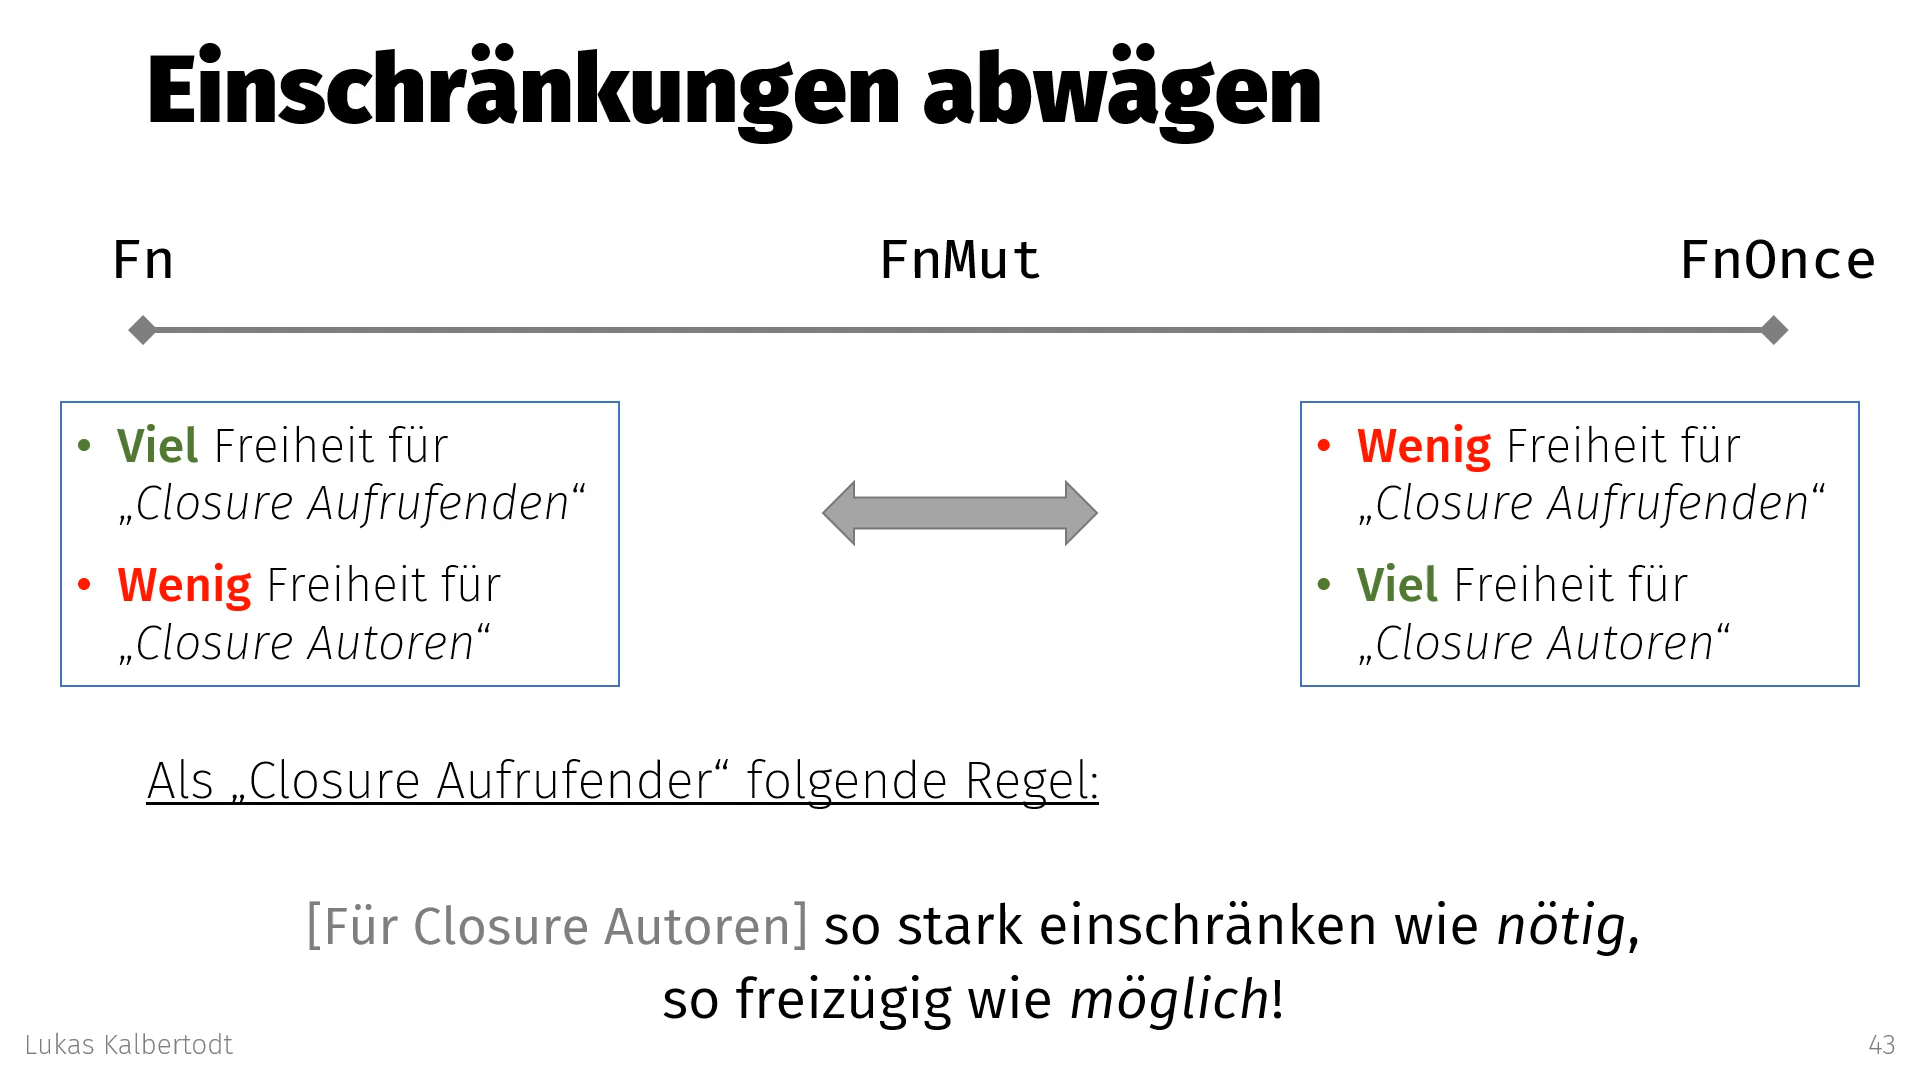 Einschränkungen abwägen
Fn
FnMut
FnOnce
• Viel Freiheit für
„Closure Aufrufenden“
• Wenig Freiheit für
„Closure Autoren“
• Wenig Freiheit für
„Closure Aufrufenden“
• Viel Freiheit für
„Closure Autoren“
Als „Closure Aufrufender“ folgende Regel:
[Für Closure Autoren] so stark einschränken wie nötig,
so freizügig wie möglich!
Lukas Kalbertodt
43